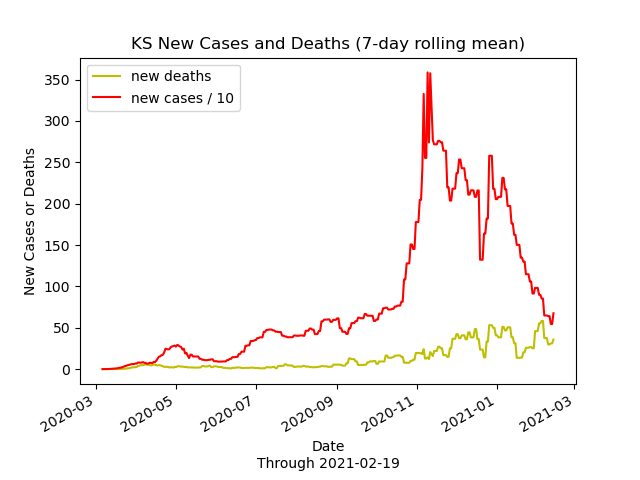 KS New Cases and Deaths (7-day rolling mean)
new deaths
new cases / 10
350
300
250
200
150
100
50
0
New Cases or Deaths
2020-03
2020-05
2020-07
2020-09
2020-11
2021-01
2021-03
Date
Through 2021-02-19